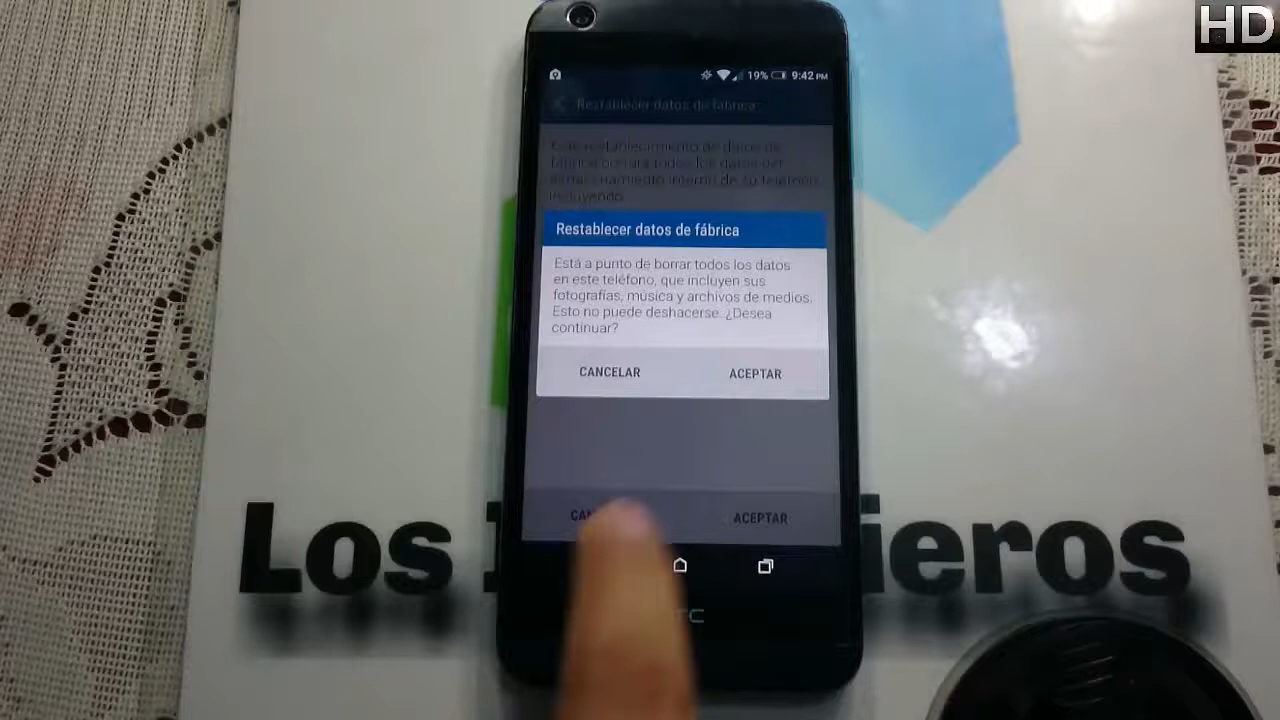 HD
19% 9:42 PM
Restablecer datos de fábrica
Este restablecimiento de datos de
fábrica borrará todos los datos del
almacenamiento interno de su teléfono,
incluyendo:
Restablecer datos de fábrica
Está a punto de borrar todos los datos
en este teléfono, que incluyen sus
fotografías, música y archivos de medios.
Esto no puede deshacerse. ¿Desea
continuar?
CANCELAR ACEPTAR
ACEPTAR
Los